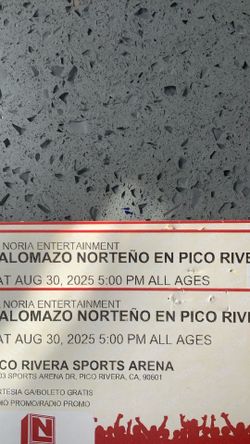 NORIA ENTERTAINMENT
ALOMAZO NORTEÑO EN PICO RIVE
AT AUG 30, 2025 5:00 PM ALL AGES
NORIA ENTERTAINMENT
ALOMAZO NORTEÑO EN PICO RIVE
AT AUG 30, 2025 5:00 PM ALL AGES
CO RIVERA SPORTS ARENA
03 SPORTS ARENA DR, PICO RIVERA, CA, 90601
RTESIA GA/BOLETO GRATIS
DIO PROMO/RADIO PROMO
N